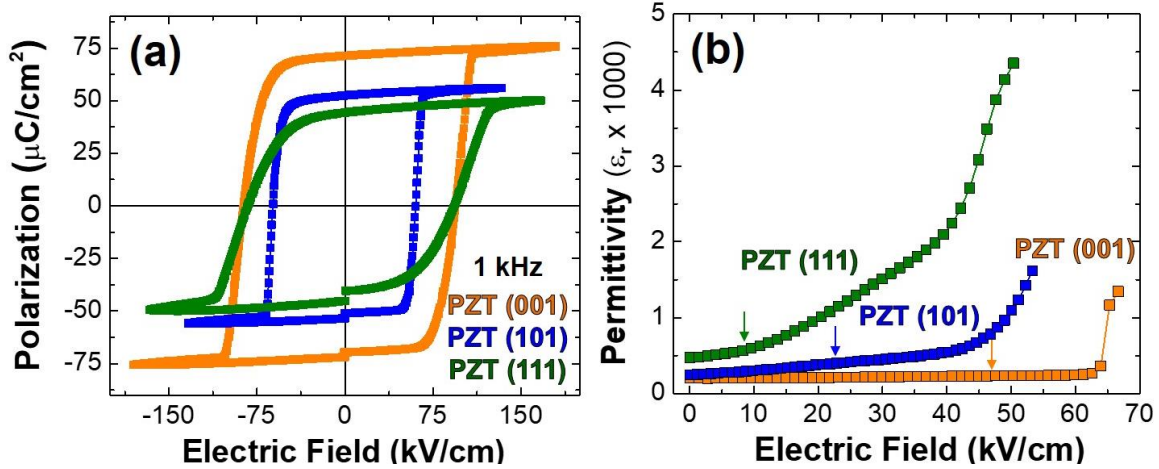 (a)
Polarization (μC/cm²)
75
50
25
0
-25
-50
-75
1 kHz
PZT (001)
PZT (101)
PZT (111)
-150
-75
0
75
150
Electric Field (kV/cm)
(b)
Permittivity (εr x 1000)
5
4
3
2
1
0
PZT (111)
PZT (001)
PZT (101)
0
10
20
30
40
50
60
70
Electric Field (kV/cm)